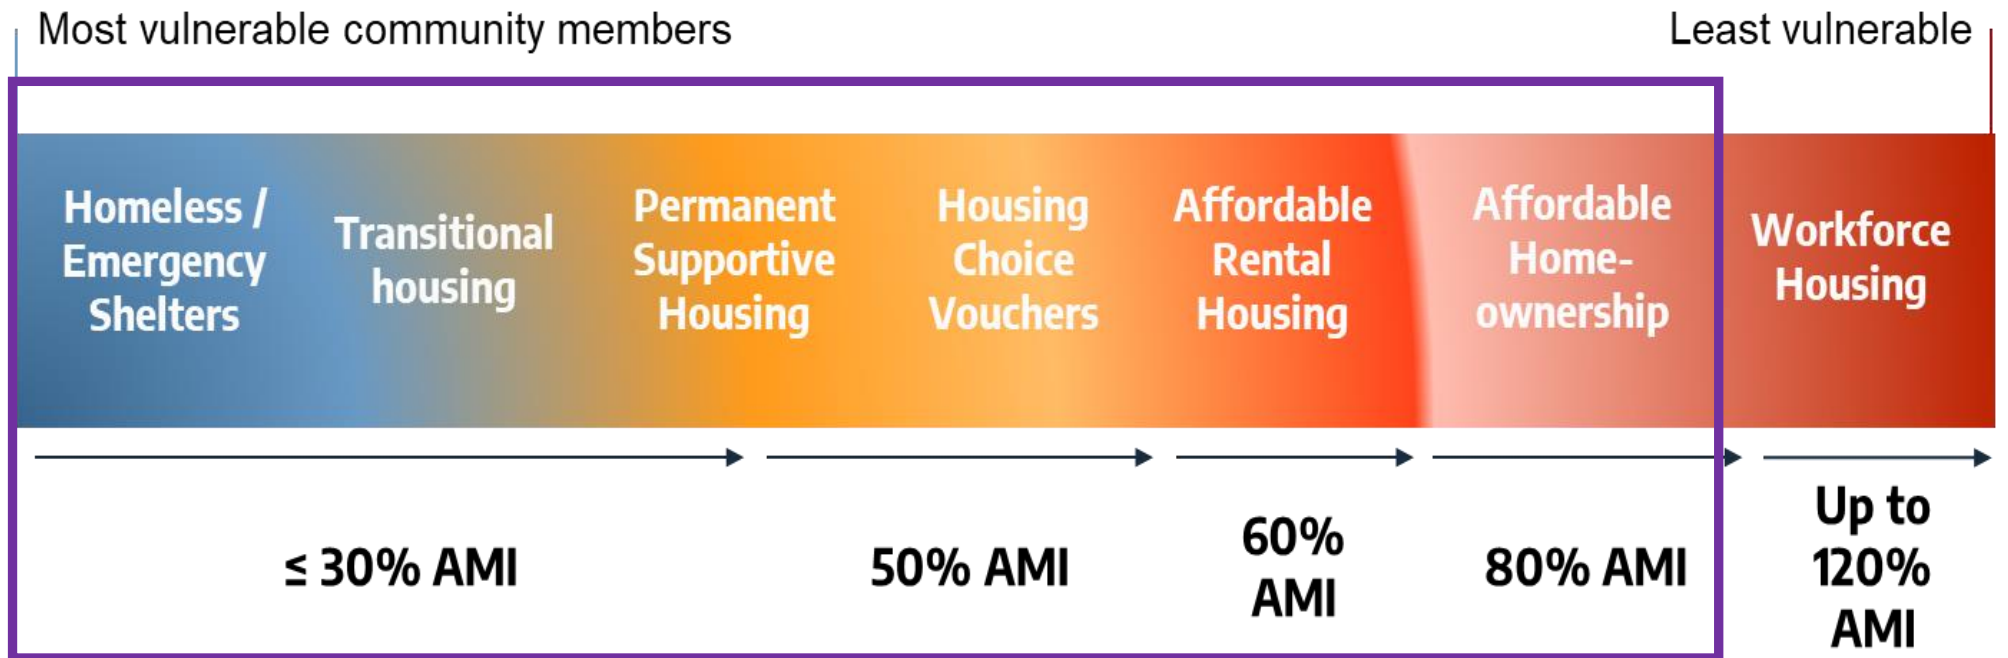 Most vulnerable community members
Least vulnerable
Homeless /
Emergency
Shelters
Transitional
housing
Permanent
Supportive
Housing
Housing
Choice
Vouchers
Affordable
Rental
Housing
Affordable
Home-
ownership
Workforce
Housing
≤ 30% AMI
50% AMI
60%
AMI
80% AMI
Up to
120%
AMI